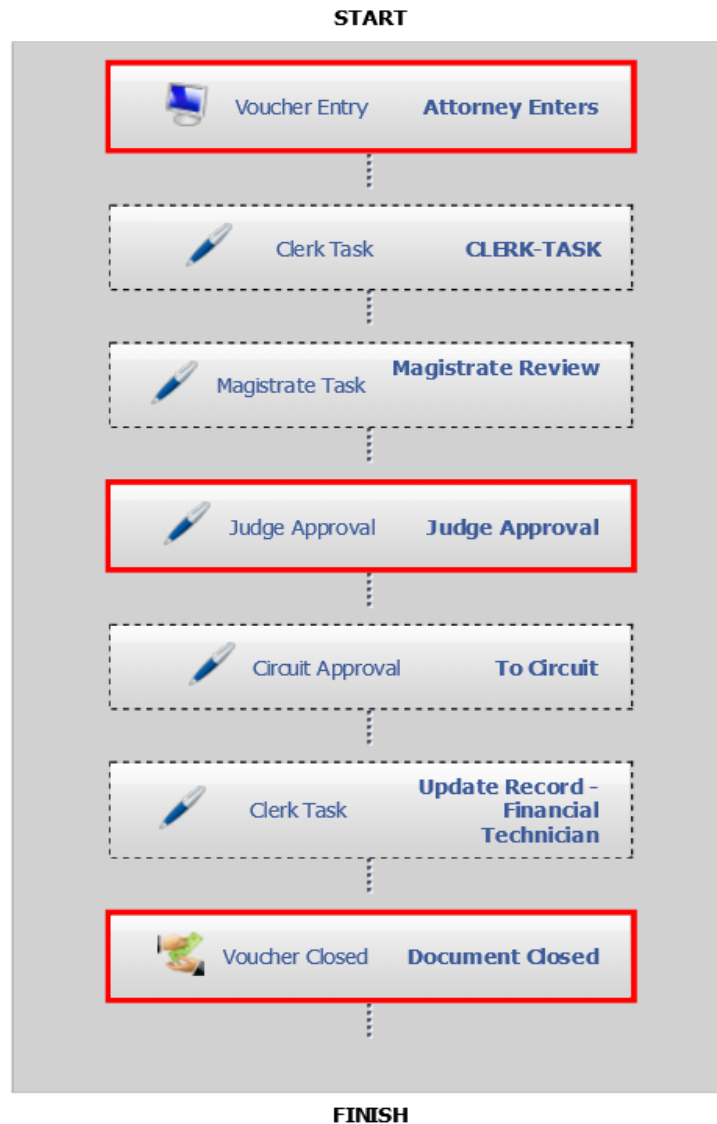 START
Voucher Entry Attorney Enters
Clerk Task CLERK-TASK
Magistrate Task Magistrate Review
Judge Approval Judge Approval
Circuit Approval To Circuit
Clerk Task Update Record -
Financial
Technician
Voucher Closed Document Closed
FINISH